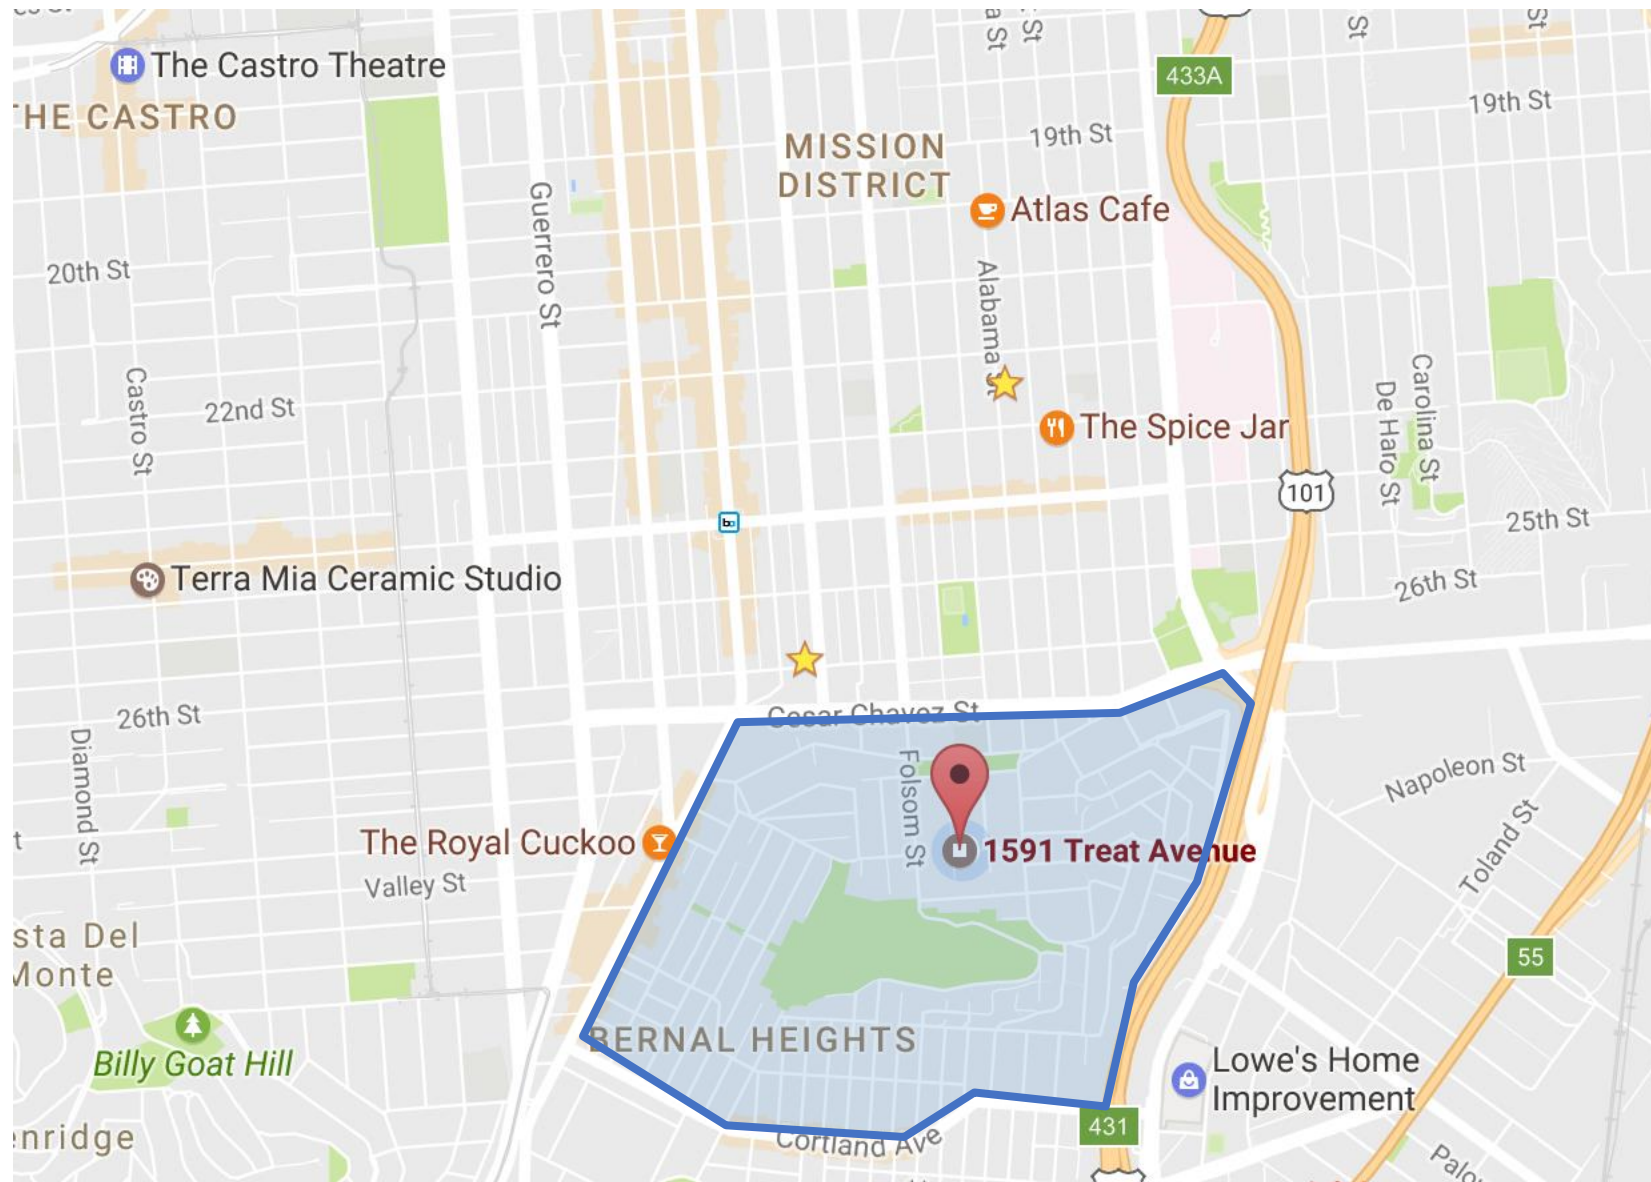 The Castro Theatre
THE CASTRO
433A
19th St
19th St
MISSION
DISTRICT
Atlas Cafe
Guerrero St
Alabama St
20th St
Castro St
22nd St
The Spice Jar
De Haro St
Carolina St
101
25th St
26th St
Terra Mia Ceramic Studio
26th St
Cesar Chavez St
Diamond St
Folsom St
Napoleon St
Toland St
The Royal Cuckoo
1591 Treat Avenue
Valley St
sta Del
Monte
55
Billy Goat Hill
BERNAL HEIGHTS
Lowe's Home
Improvement
431
Cortland Ave
enridge